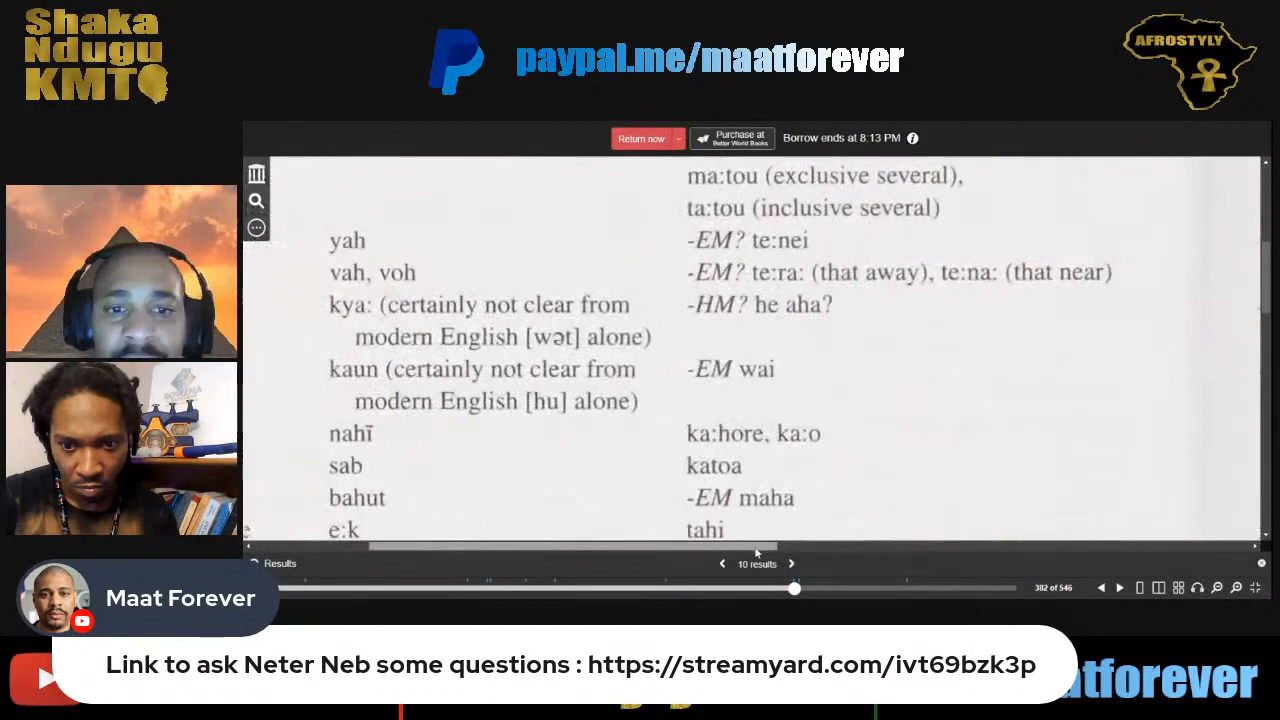 Shaka
Ndugu
KMT
paypal.me/maatforever
AFROSTYLY
Return now
Purchase at
Better World Books
Borrow ends at 8:13 PM
ma:tou (exclusive several),
ta:tou (inclusive several)
yah
-EM? te:nei
vah, voh
-EM? te:ra: (that away), te:na: (that near)
kya: (certainly not clear from
modern English [wət] alone)
-HM? he aha?
kaun (certainly not clear from
modern English [hu] alone)
-EM wai
nahī
ka:hore, ka:o
sab
katoa
bahut
-EM maha
e
e:k
tahi
Results
10 results
382 of 546
Maat Forever
Link to ask Neter Neb some questions : https://streamyard.com/ivt69bzk3p
atforever